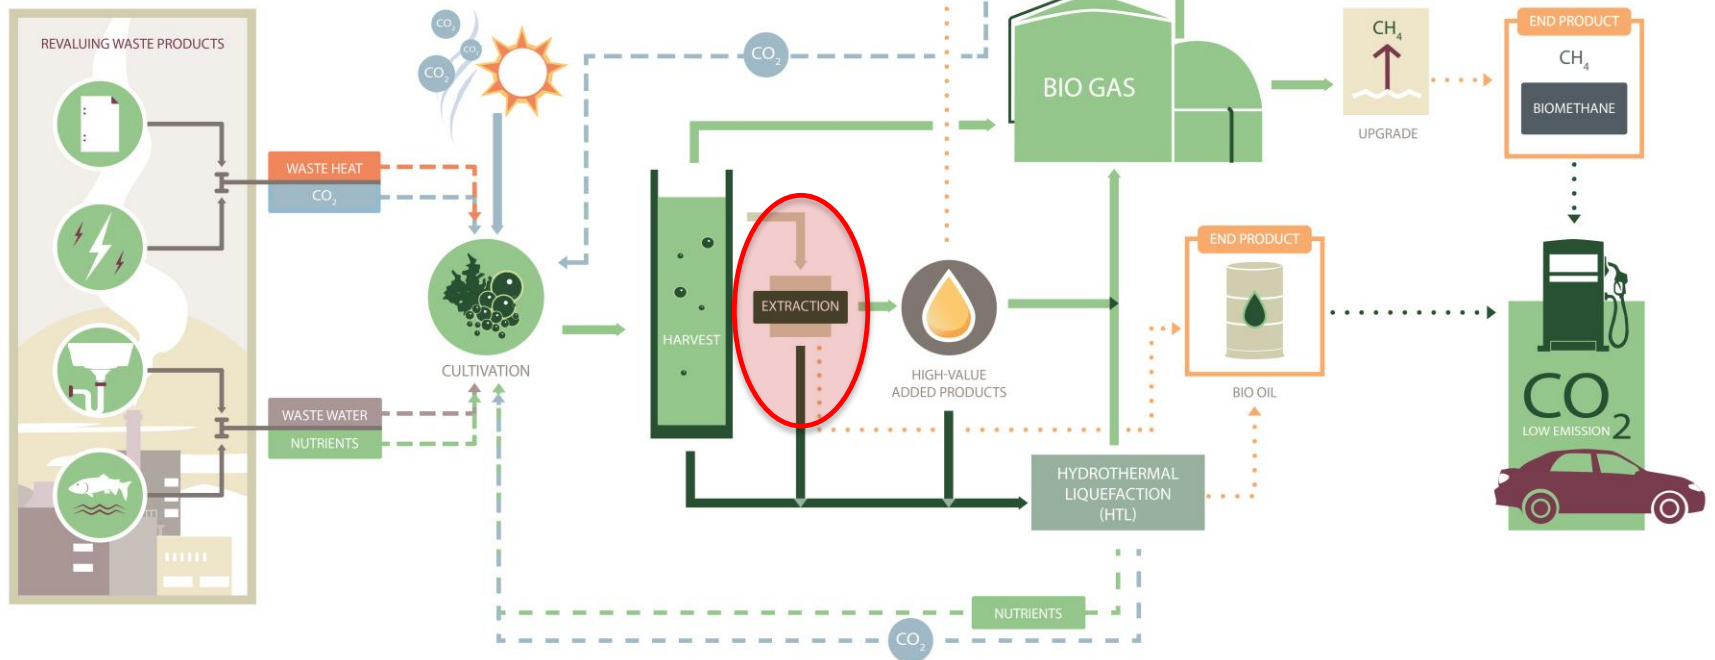 REVALUING WASTE PRODUCTS
WASTE HEAT
CO₂
WASTE WATER
NUTRIENTS
CO₂
CO₂
CO₂
CO₂
CULTIVATION
HARVEST
EXTRACTION
HIGH-VALUE
ADDED PRODUCTS
BIO GAS
CH₄
UPGRADE
END PRODUCT
CH₄
BIOMETHANE
END PRODUCT
BIO OIL
HYDROTHERMAL
LIQUEFACTION
(HTL)
NUTRIENTS
CO₂
CO₂
LOW EMISSION